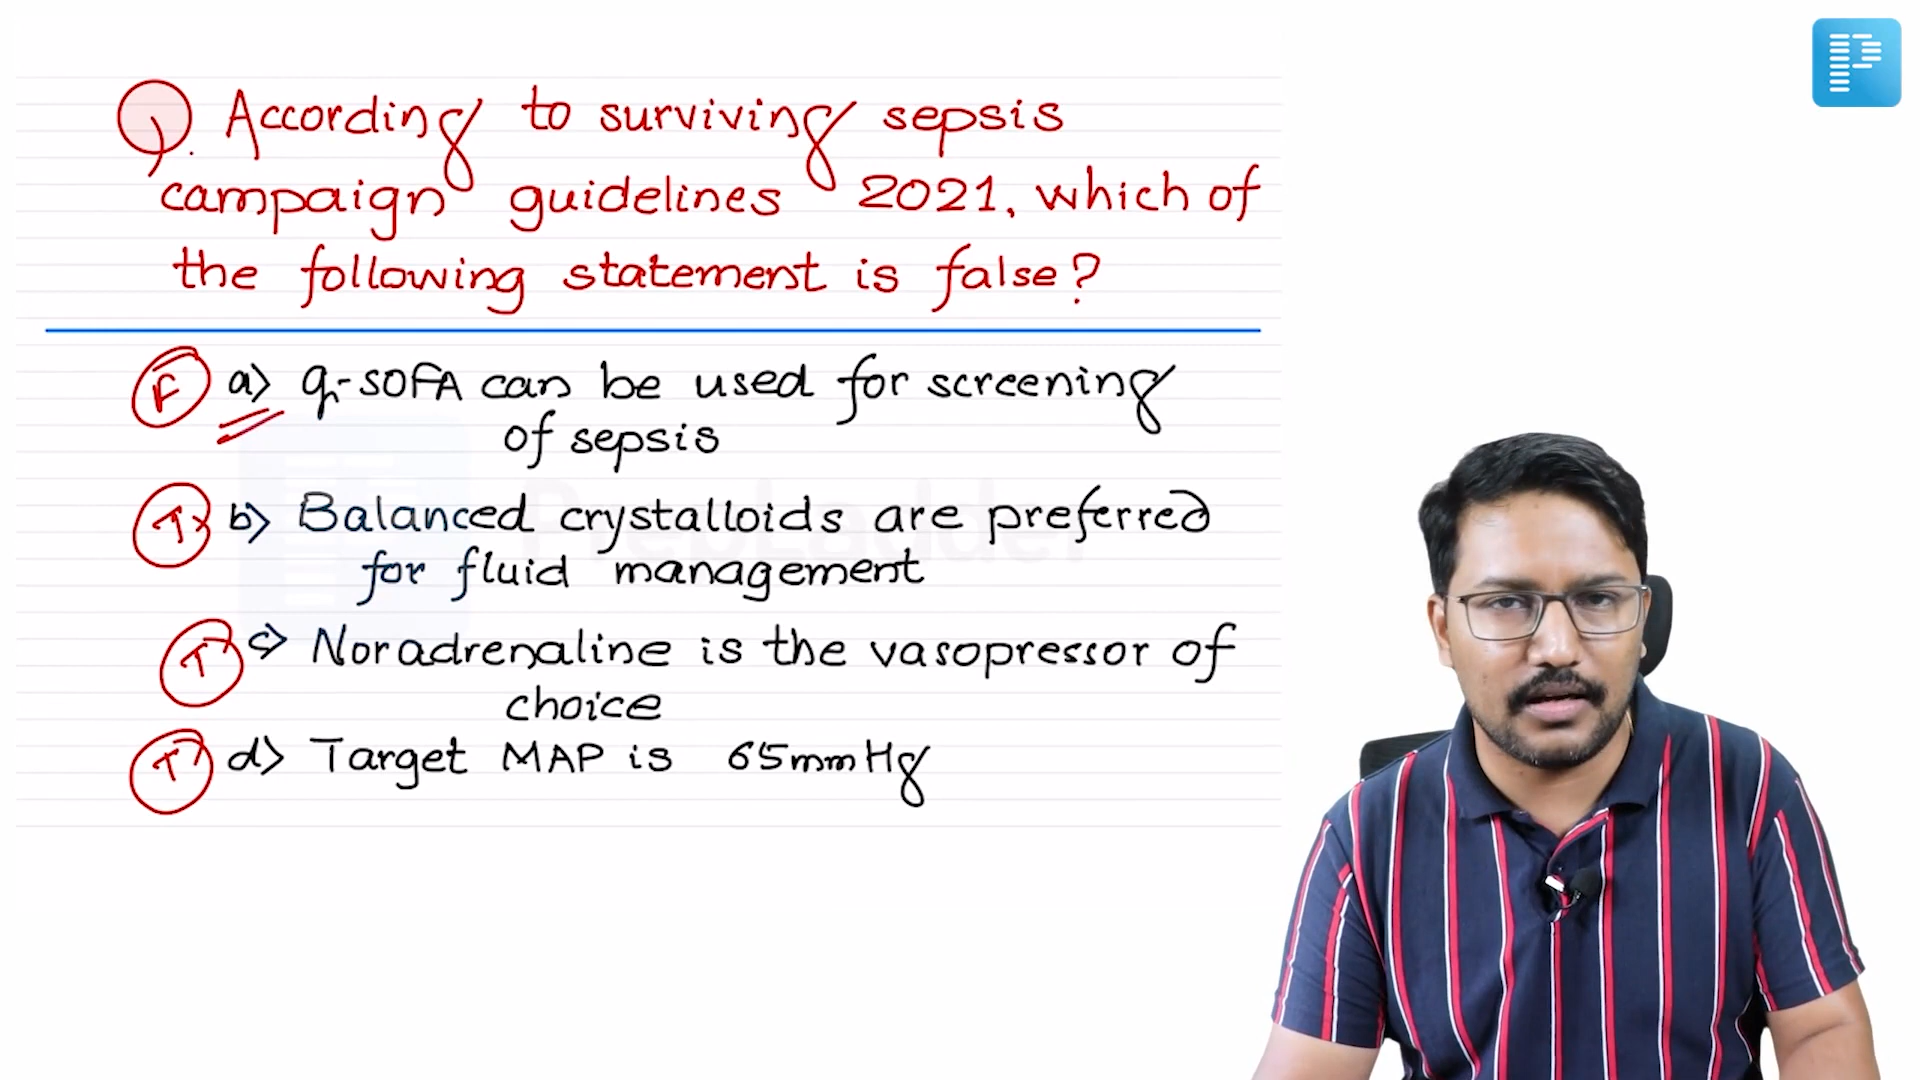 Q. According to surviving sepsis
campaign guidelines 2021, which of
the following statement is false?
F a) q-SOFA can be used for screening
of sepsis
T b) Balanced crystalloids are preferred
for fluid management
T c) Noradrenaline is the vasopressor of
choice
T d) Target MAP is 65mmHg
PrepLadder